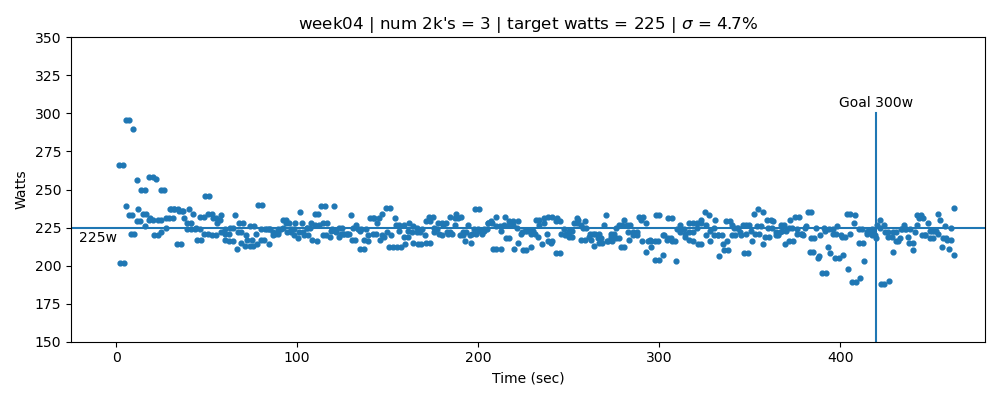 week04 | num 2k's = 3 | target watts = 225 | σ = 4.7%
350
325
300
275
250
225
200
175
150
Watts
Goal 300w
225w
0
100
200
300
400
Time (sec)